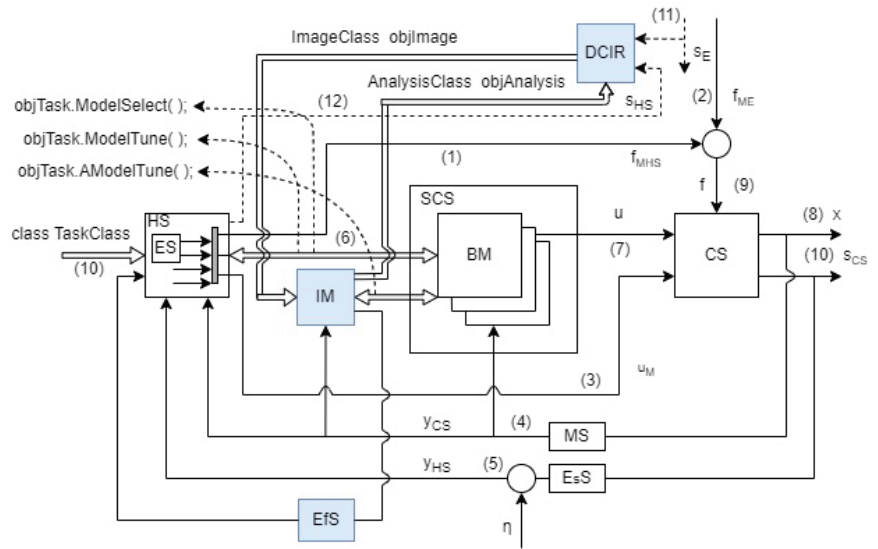 (11)
ImageClass objImage
DCIR
s_E
AnalysisClass objAnalysis
(2)
f_ME
objTask.ModelSelect( );
(12)
s_HS
objTask.ModelTune( );
(1)
f_MHS
objTask.AModelTune( );
f
(9)
SCS
HS
class TaskClass
u
(8)
x
ES
(6)
BM
(7)
CS
(10)
s_CS
(10)
IM
(3)
u_M
y_CS
(4)
MS
y_HS
(5)
EsS
EfS
η